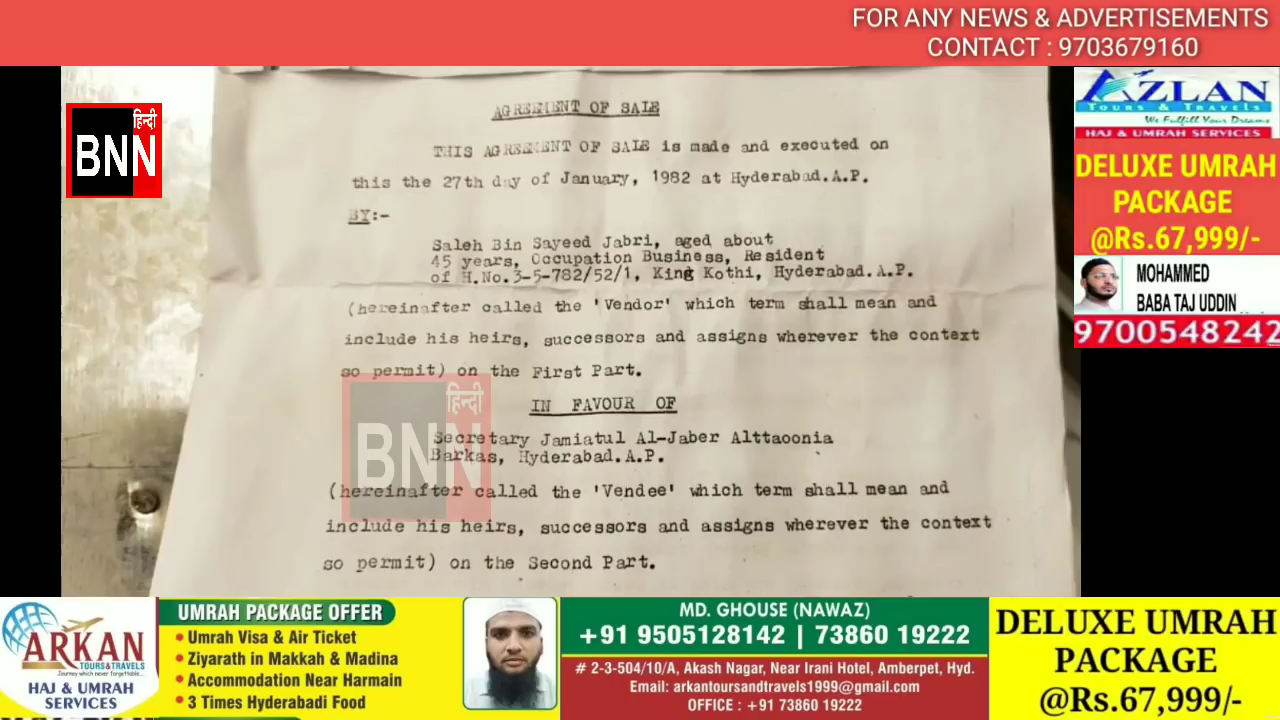 FOR ANY NEWS & ADVERTISEMENTS
CONTACT : 9703679160
हिन्दी
BNN
AGREEMENT OF SALE
THIS AGREEMENT OF SALE is made and executed on
this the 27th day of January, 1982 at Hyderabad.A.P.
BY:-
Saleh Bin Sayeed Jabri, aged about
45 years, Occupation Business, Resident
of H.No.3-5-782/52/1, King Kothi, Hyderabad.A.P.
(hereinafter called the 'Vendor' which term shall mean and
include his heirs, successors and assigns wherever the context
so permit) on the First Part.
IN FAVOUR OF
हिन्दी
BNN
Secretary Jamiatul Al-Jaber Alttaoonia
Barkas, Hyderabad.A.P.
(hereinafter called the 'Vendee' which term shall mean and
include his heirs, successors and assigns wherever the context
so permit) on the Second Part.
AZLAN
TOURS & TRAVELS
We Fulfill Your Dreams
HAJ & UMRAH SERVICES
DELUXE UMRAH
PACKAGE
@Rs.67,999/-
MOHAMMED
BABA TAJ UDDIN
9700548242
ARKAN
TOURS&TRAVELS
Journey which never forgettable...
HAJ & UMRAH
SERVICES
UMRAH PACKAGE OFFER
• Umrah Visa & Air Ticket
• Ziyarath in Makkah & Madina
• Accommodation Near Harmain
• 3 Times Hyderabadi Food
MD. GHOUSE (NAWAZ)
+91 9505128142 | 73860 19222
# 2-3-504/10/A, Akash Nagar, Near Irani Hotel, Amberpet, Hyd.
Email: arkantoursandtravels1999@gmail.com
OFFICE : +91 73860 19222
DELUXE UMRAH
PACKAGE
@Rs.67,999/-